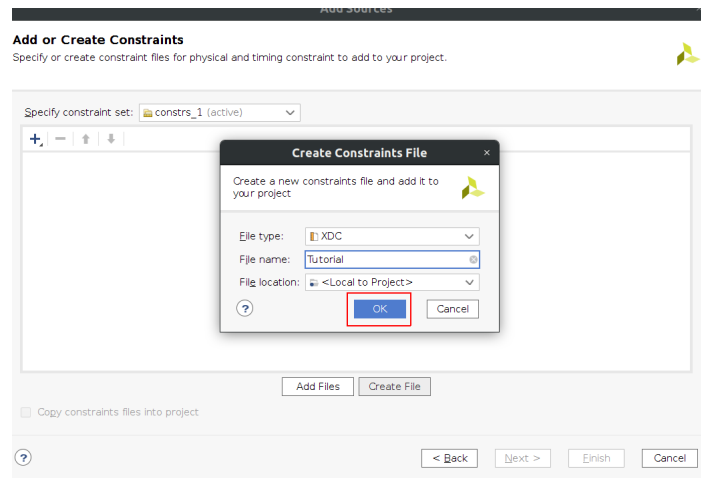 Add Sources
Add or Create Constraints
Specify or create constraint files for physical and timing constraint to add to your project.
Specify constraint set: constrs_1 (active)
Create Constraints File
×
Create a new constraints file and add it to
your project
File type: XDC
File name: Tutorial
File location: <Local to Project>
? OK Cancel
Add Files Create File
Copy constraints files into project
? < Back Next > Finish Cancel